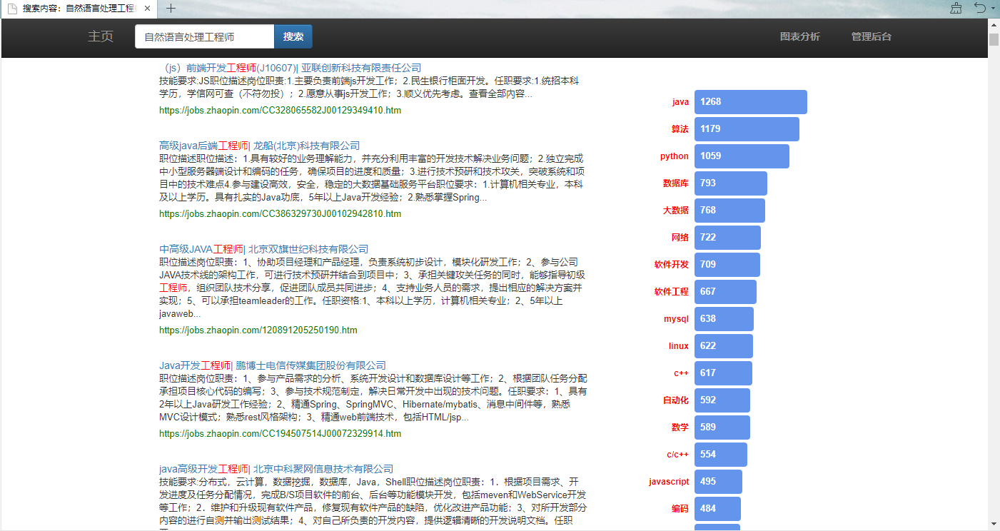 搜索内容：自然语言处理工程师
主页
自然语言处理工程师
搜索
图表分析
管理后台
（js）前端开发工程师(J10607)| 亚联创新科技有限责任公司
技能要求:JS职位描述岗位职责:1.主要负责前端js开发工作；2.民生银行柜面开发。任职要求:1.统招本科
学历，学信网可查（不符勿投）；2.愿意从事js开发工作；3.顺义优先考虑。查看全部内容...
https://jobs.zhaopin.com/CC328065582J00129349410.htm
高级java后端工程师| 龙船(北京)科技有限公司
职位描述职位描述：1.具有较好的业务理解能力，并充分利用丰富的开发技术解决业务问题；2.独立完成
中小型服务器端设计和编码的任务，确保项目的进度和质量；3.进行技术预研和技术攻关，突破系统和项
目中的技术难点4.参与建设高效，安全，稳定的大数据基础服务平台职位要求：1.计算机相关专业，本科
及以上学历。具有扎实的Java功底，5年以上Java开发经验；2.熟悉掌握Spring...
https://jobs.zhaopin.com/CC386329730J00102942810.htm
中高级JAVA工程师| 北京双旗世纪科技有限公司
职位描述岗位职责：1、协助项目经理和产品经理，负责系统初步设计，模块化研发工作；2、参与公司
JAVA技术线的架构工作，可进行技术预研并结合到项目中；3、承担关键攻关任务的同时，能够指导初级
工程师，组织团队技术分享，促进团队成员共同进步；4、支持业务人员的需求，提出相应的解决方案并
实现；5、可以承担teamleader的工作。任职资格:1、本科以上学历，计算机相关专业；2、5年以上
javaweb...
https://jobs.zhaopin.com/120891205250190.htm
Java开发工程师| 鹏博士电信传媒集团股份有限公司
职位描述岗位职责：1、参与产品需求的分析、系统开发设计和数据库设计等工作；2、根据团队任务分配
承担项目核心代码的编写；3、参与技术规范制定，解决日常开发中出现的技术问题。任职要求：1、具有
2年以上Java研发工作经验；2、精通Spring、SpringMVC、Hibernate/mybatis、消息中间件等，熟悉
MVC设计模式；熟悉rest风格架构；3、精通web前端技术，包括HTML/jsp...
https://jobs.zhaopin.com/CC194507514J00072329914.htm
java高级开发工程师| 北京中科聚网信息技术有限公司
技能要求:分布式，云计算，数据挖掘，数据库，Java，Shell职位描述岗位职责：1．根据项目需求、开
发进度及任务分配情况，完成B/S项目软件的前台、后台等功能模块开发，包括meven和WebService开发
等工作；2．维护和升级现有软件产品，修复现有软件产品的缺陷，优化改进产品功能；3、对所开发部分
内容的进行自测并输出测试结果；4、对自己所负责的开发内容，提供逻辑清晰的开发说明文档。任职
java 1268
算法 1179
python 1059
数据库 793
大数据 768
网络 722
软件开发 709
软件工程 667
mysql 638
linux 622
c++ 617
自动化 592
数学 589
c/c++ 554
javascript 495
编码 484